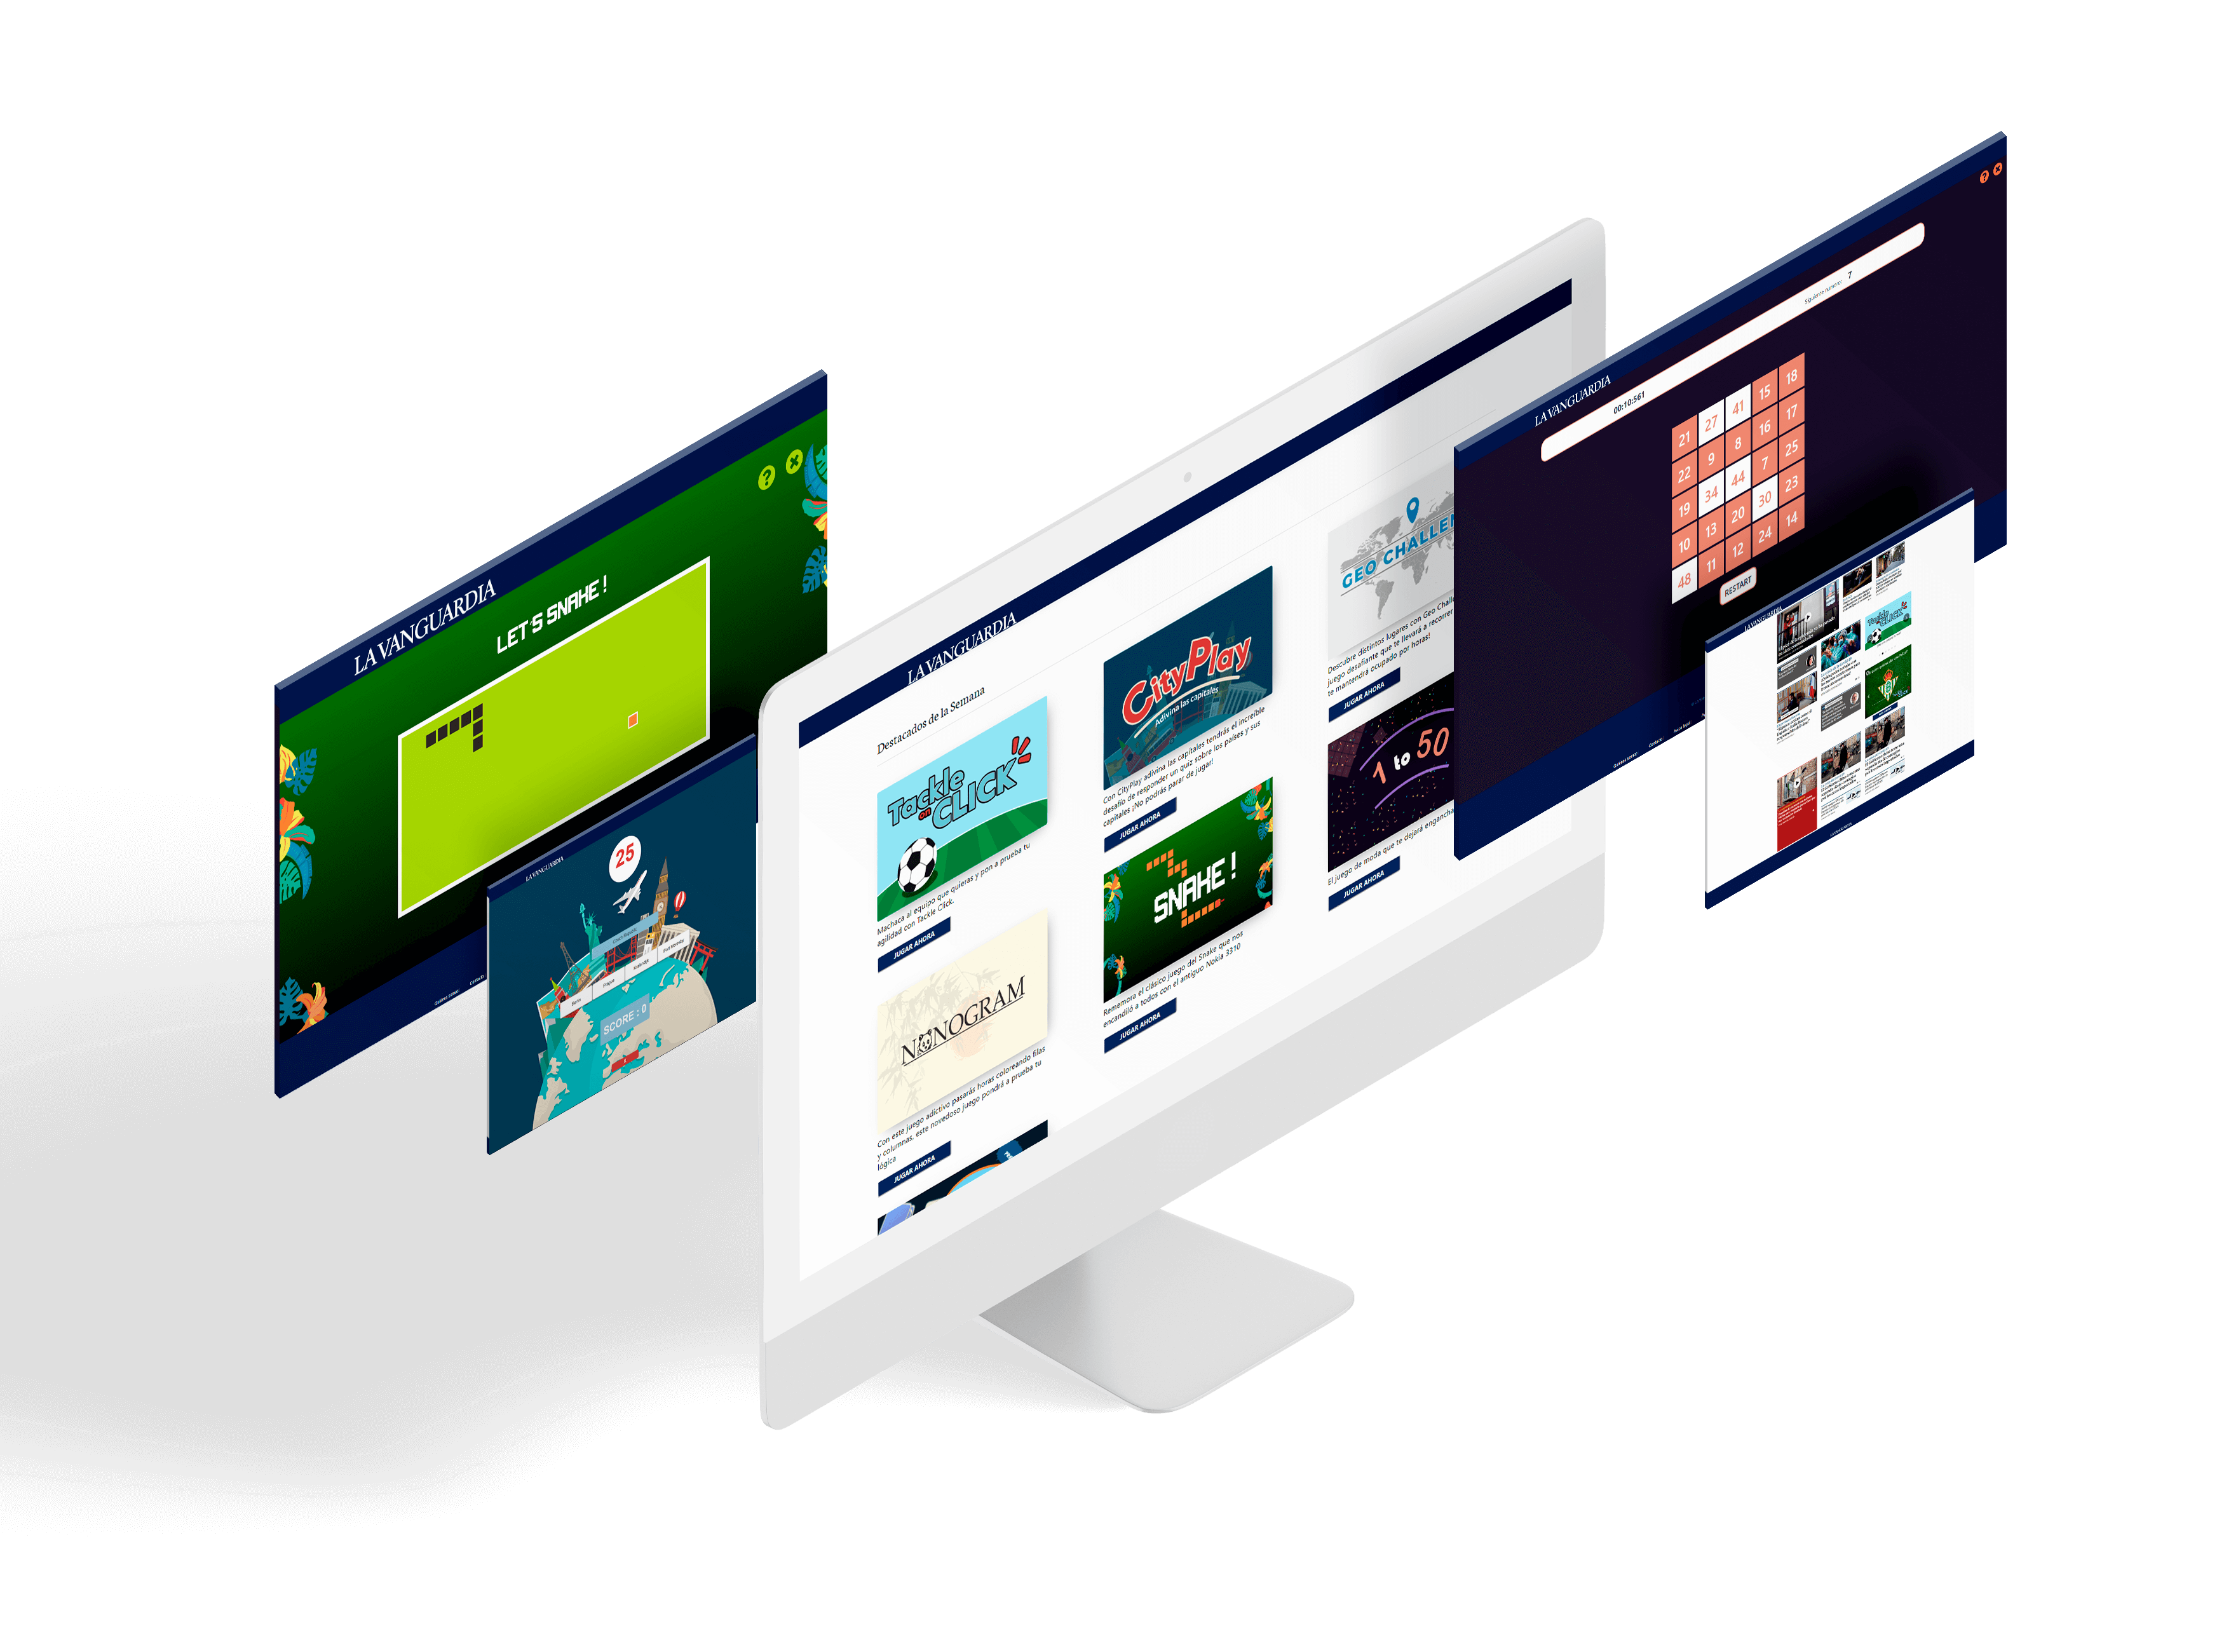 LA VANGUARDIA
LET'S SNAKE !
?
LA VANGUARDIA
25
Prague
SCORE : 0
LA VANGUARDIA
Destacados de la Semana
Tackle
on
CLICK
Machaca al equipo que quieras y pon a prueba tu
agilidad con Tackle Click.
JUGAR AHORA
NONOGRAM
Con este juego adictivo pasarás horas coloreando filas
y columnas, este novedoso juego pondrá a prueba tu
lógica
JUGAR AHORA
CityPlay
Adivina las capitales
Con CityPlay adivina las capitales tendrás el increíble
desafío de responder un quiz sobre los países y sus
capitales ¡No podrás parar de jugar!
JUGAR AHORA
SNAKE !
Rememora el clásico juego del Snake que nos
encandiló a todos con el antiguo Nokia 3310
JUGAR AHORA
GEO CHALLE
Descubre distintos lugares con Geo Challe
juego desafiante que te llevará a recorrer
te mantendrá ocupado por horas!
JUGAR AHORA
1 to 50
El juego de moda que te dejará engancha
JUGAR AHORA
LA VANGUARDIA
?
00:10:561
Siguiente número: 7
21 27 41 15 18
22 9 8 16 17
19 34 44 7 25
10 13 20 30 23
48 11 12 24 14
RESTART
LA VANGUARDIA
Tackle
CLICK